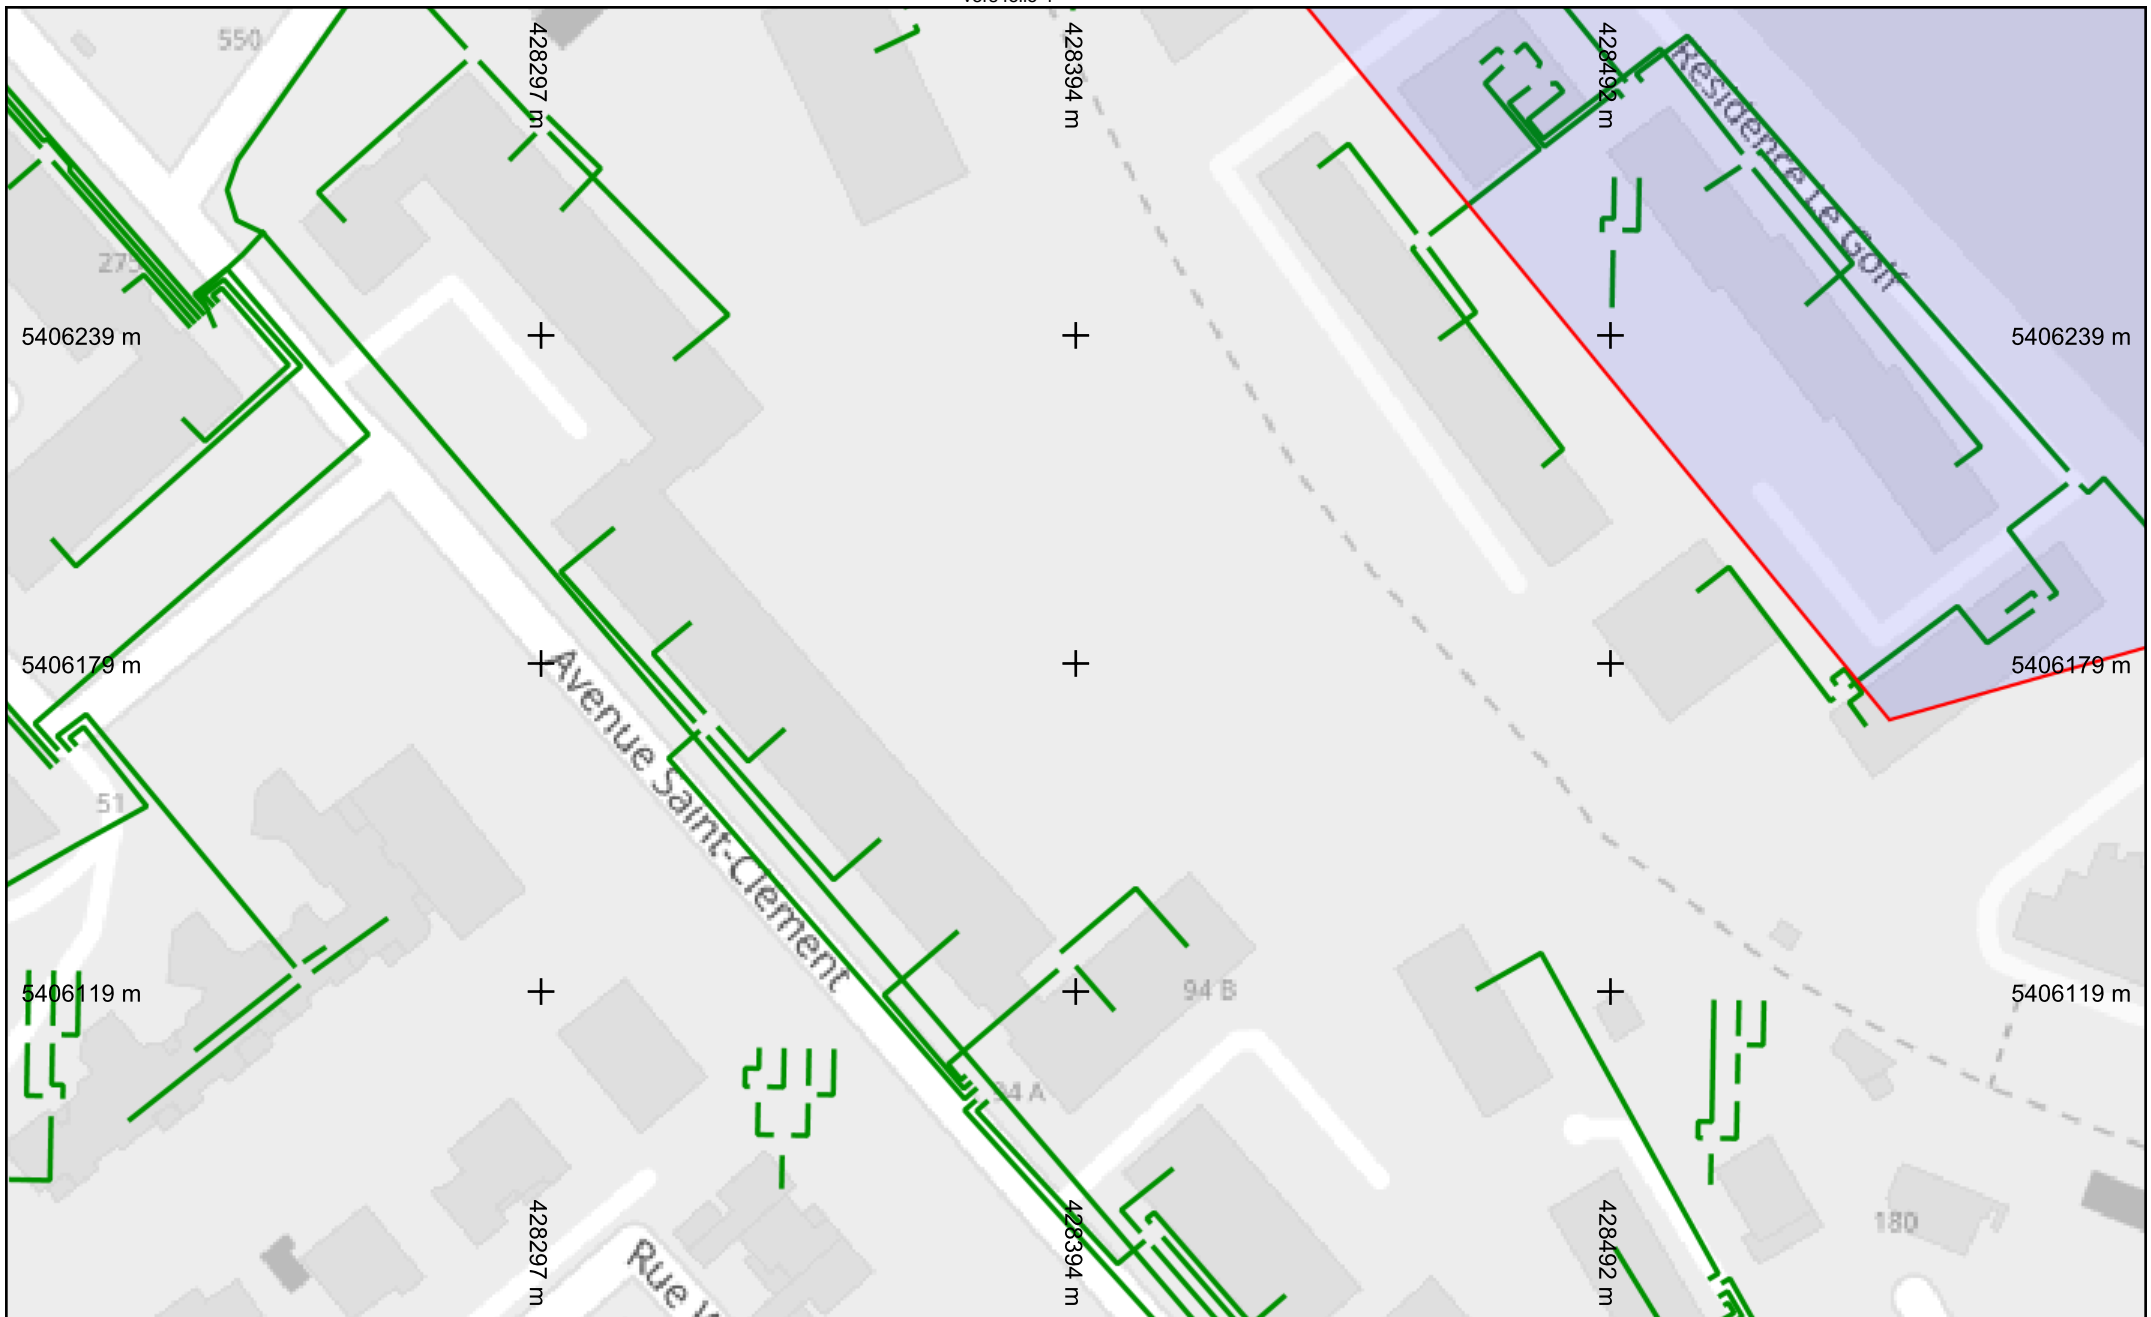 550
428297 m
428394 m
428492 m
Résidence Le Golf
275
5406239 m
5406239 m
5406179 m
5406179 m
Avenue Saint-Clément
51
5406119 m
94 B
5406119 m
94 A
180
428297 m
428394 m
428492 m
Rue